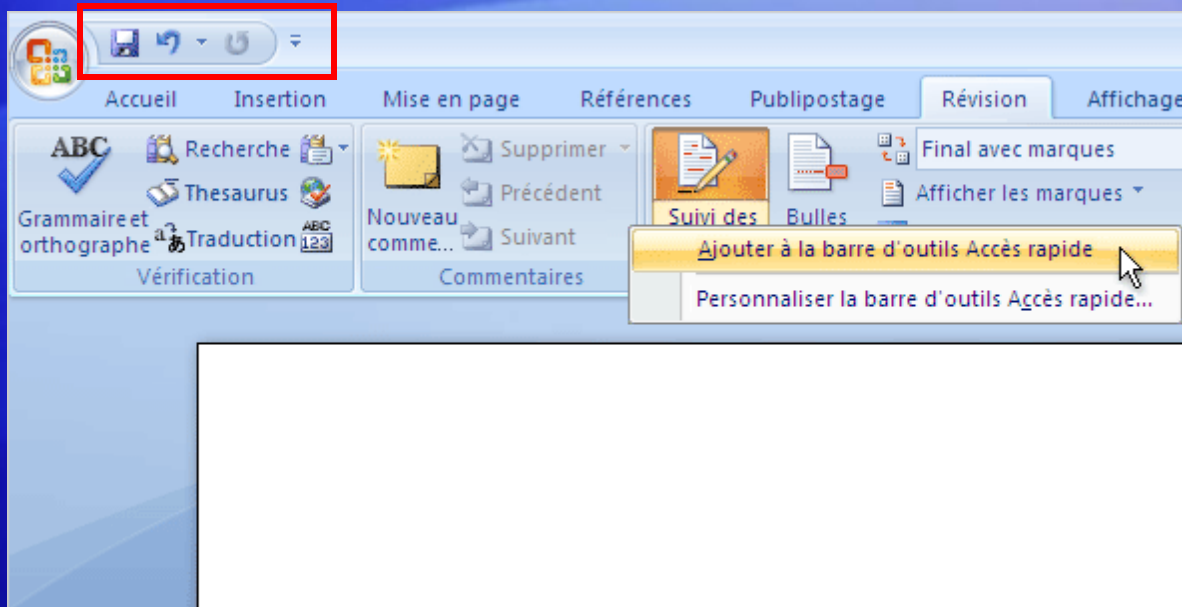 Accueil Insertion Mise en page Références Publipostage Révision Affichage
ABC Recherche Supprimer Final avec marques
Thesaurus Précédent Afficher les marques
Grammaire et Nouveau Suivi des Bulles
orthographe Traduction ABC 123 comme... Suivant
Ajouter à la barre d'outils Accès rapide
Vérification Commentaires
Personnaliser la barre d'outils Accès rapide...